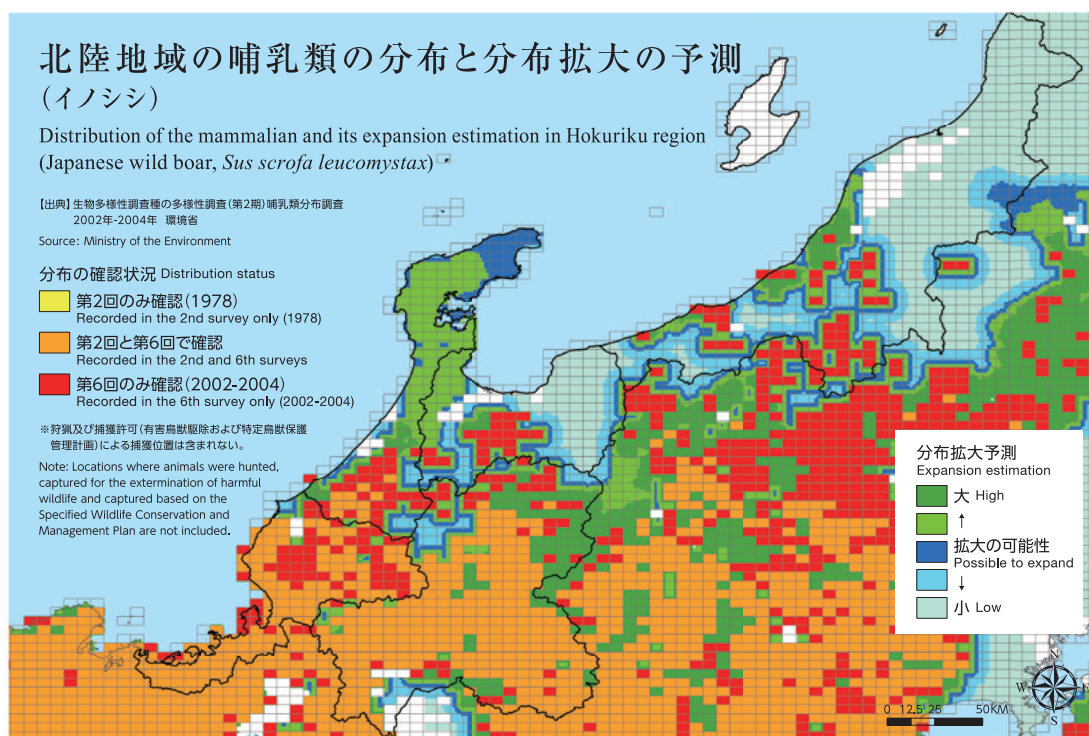 北陸地域の哺乳類の分布と分布拡大の予測
(イノシシ)
Distribution of the mammalian and its expansion estimation in Hokuriku region
(Japanese wild boar, Sus scrofa leucomystax)
【出典】生物多様性調査種の多様性調査(第2期)哺乳類分布調査
2002年-2004年 環境省
Source: Ministry of the Environment
分布の確認状況 Distribution status
第2回のみ確認(1978)
Recorded in the 2nd survey only (1978)
第2回と第6回で確認
Recorded in the 2nd and 6th surveys
第6回のみ確認(2002-2004)
Recorded in the 6th survey only (2002-2004)
※狩猟及び捕獲許可(有害鳥獣駆除および特定鳥獣保護
管理計画)による捕獲位置は含まれない。
Note: Locations where animals were hunted,
captured for the extermination of harmful
wildlife and captured based on the
Specified Wildlife Conservation and
Management Plan are not included.
分布拡大予測
Expansion estimation
大 High
↑
拡大の可能性
Possible to expand
↓
小 Low
N
W E
S
0 12.5 25 50KM